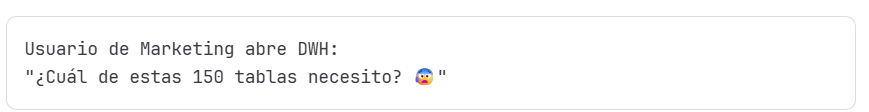 Usuario de Marketing abre DWH:
"¿Cuál de estas 150 tablas necesito? 😰"